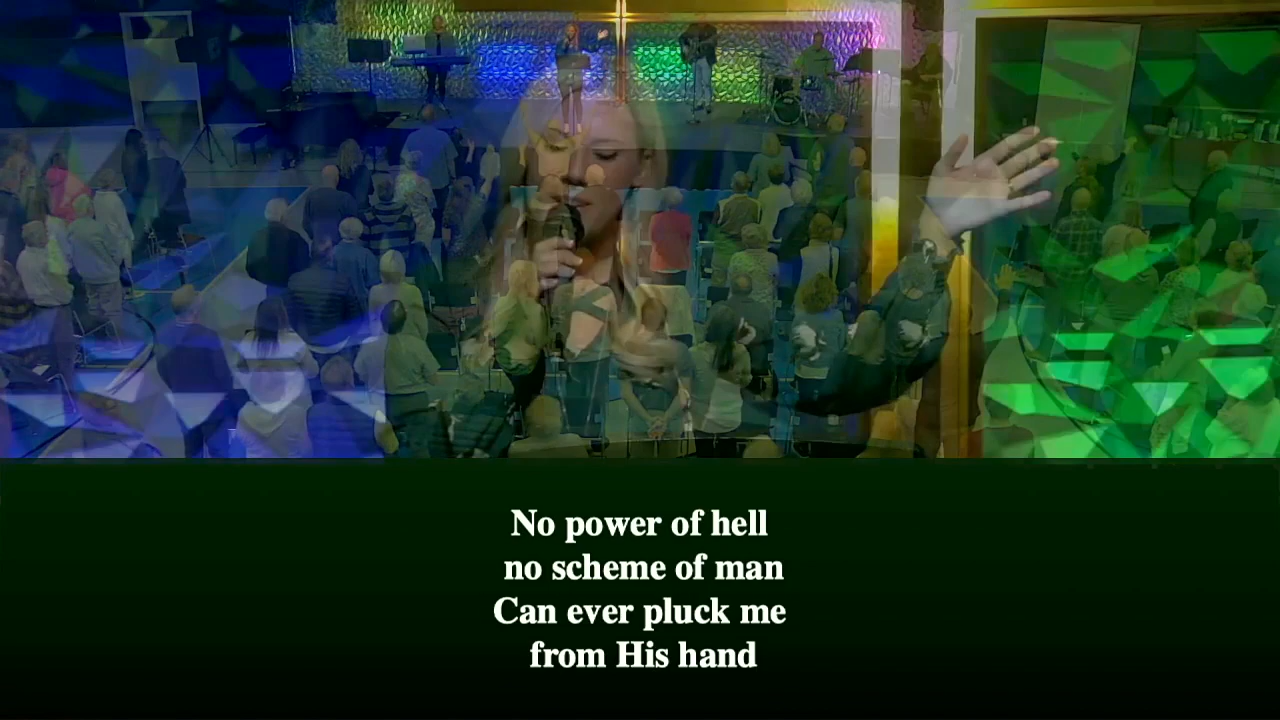 No power of hell
no scheme of man
Can ever pluck me
from His hand